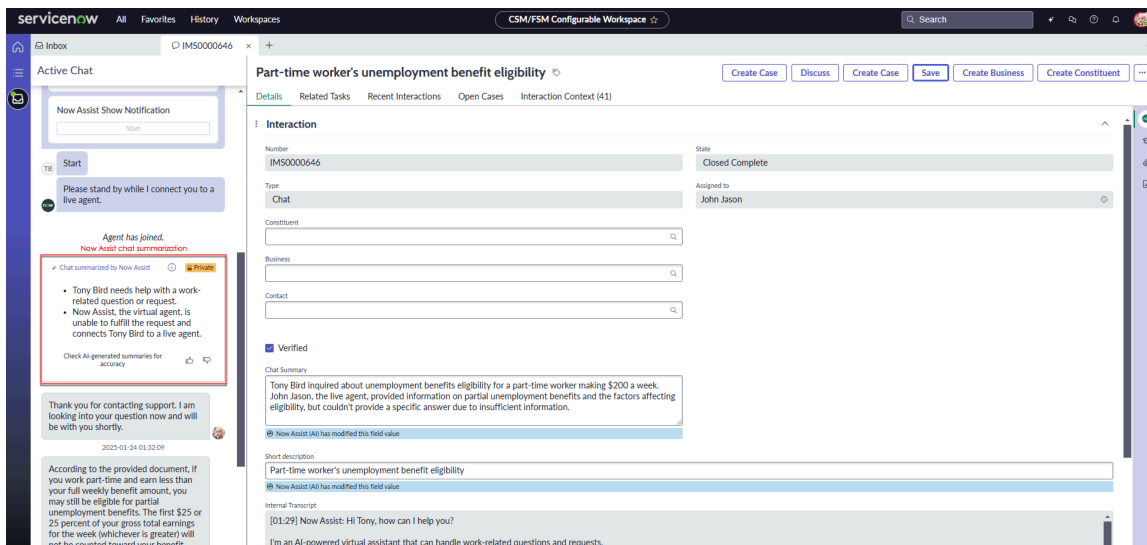 servicenow All Favorites History Workspaces CSM/FSM Configurable Workspace Search
Inbox IMS0000646 × +
Active Chat
Now Assist Show Notification
Start
TB Start
Please stand by while I connect you to a
live agent.
now
Agent has joined.
Now Assist chat summarization
Chat summarized by Now Assist Private
• Tony Bird needs help with a work-
related question or request.
• Now Assist, the virtual agent, is
unable to fulfill the request and
connects Tony Bird to a live agent.
Check AI-generated summaries for
accuracy
Thank you for contacting support. I am
looking into your question now and will
be with you shortly.
2025-01-24 01:32:09
According to the provided document, if
you work part-time and earn less than
your full weekly benefit amount, you
may still be eligible for partial
unemployment benefits. The first $25 or
25 percent of your gross total earnings
for the week (whichever is greater) will
not be counted toward your benefit
Part-time worker's unemployment benefit eligibility
Create Case Discuss Create Case Save Create Business Create Constituent ...
Details Related Tasks Recent Interactions Open Cases Interaction Context (41)
Interaction
Number
IMS0000646
State
Closed Complete
Type
Chat
Assigned to
John Jason
Constituent
Business
Contact
Verified
Chat Summary
Tony Bird inquired about unemployment benefits eligibility for a part-time worker making $200 a week.
John Jason, the live agent, provided information on partial unemployment benefits and the factors affecting
eligibility, but couldn't provide a specific answer due to insufficient information.
Now Assist (AI) has modified this field value
Short description
Part-time worker's unemployment benefit eligibility
Now Assist (AI) has modified this field value
Internal Transcript
[01:29] Now Assist: Hi Tony, how can I help you?
I'm an AI-powered virtual assistant that can handle work-related questions and requests.